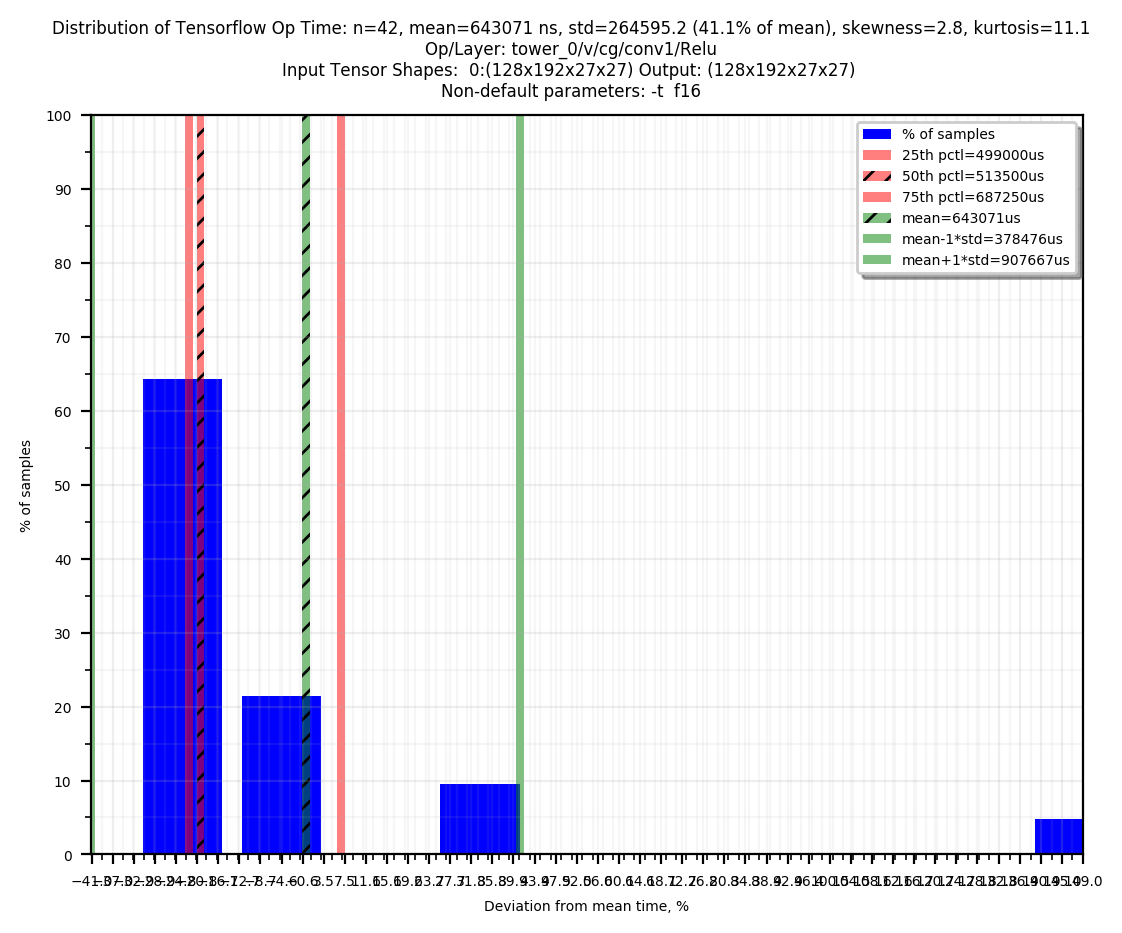 Distribution of Tensorflow Op Time: n=42, mean=643071 ns, std=264595.2 (41.1% of mean), skewness=2.8, kurtosis=11.1
Op/Layer: tower_0/v/cg/conv1/Relu
Input Tensor Shapes:  0:(128x192x27x27) Output: (128x192x27x27)
Non-default parameters: -t  f16
100
90
80
70
60
50
40
30
20
10
0
% of samples
% of samples
25th pctl=499000us
50th pctl=513500us
75th pctl=687250us
mean=643071us
mean-1*std=378476us
mean+1*std=907667us
Deviation from mean time, %